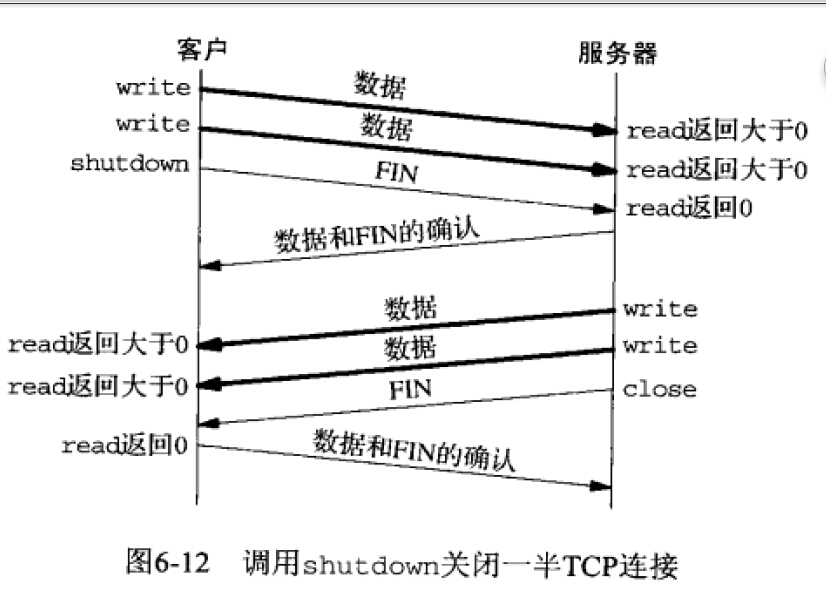 客户 服务器
write 数据
write 数据 read返回大于0
shutdown FIN read返回大于0
read返回0
数据和FIN的确认
数据 write
read返回大于0 数据 write
read返回大于0 FIN close
read返回0 数据和FIN的确认
图6-12 调用shutdown关闭一半TCP连接